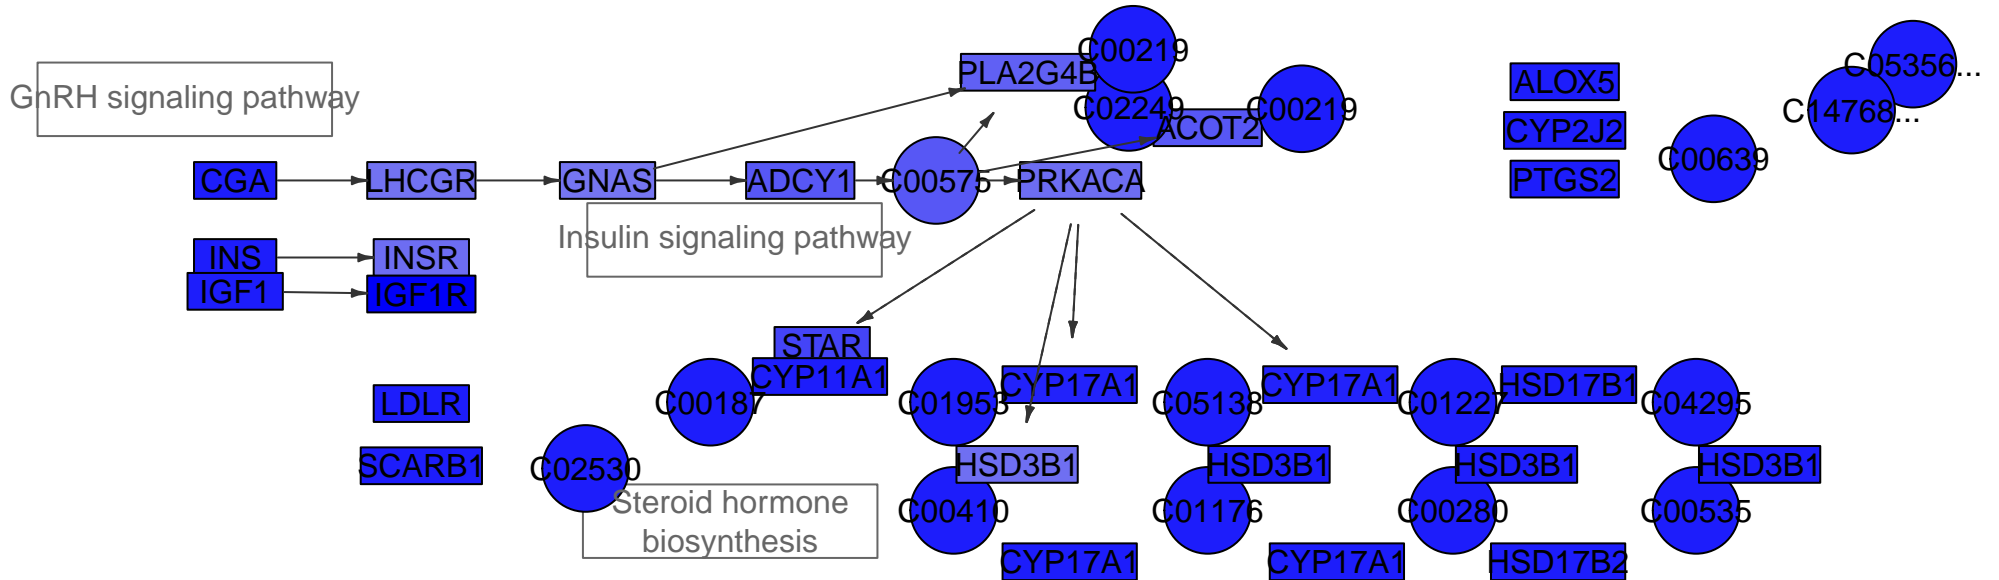 C00219
C05356...
PLA2G4B
GnRH signaling pathway
ALOX5
C02249
C00219
C14768...
ACOT2
CYP2J2
C00639
CGA
LHCGR
GNAS
ADCY1
C00575
PRKACA
PTGS2
Insulin signaling pathway
INS
INSR
IGF1
IGF1R
STAR
CYP11A1
CYP17A1
CYP17A1
HSD17B1
LDLR
C00187
C01953
C05138
C01227
C04295
SCARB1
C02530
HSD3B1
HSD3B1
HSD3B1
HSD3B1
Steroid hormone
biosynthesis
C00410
C01176
C00280
C00535
CYP17A1
CYP17A1
HSD17B2